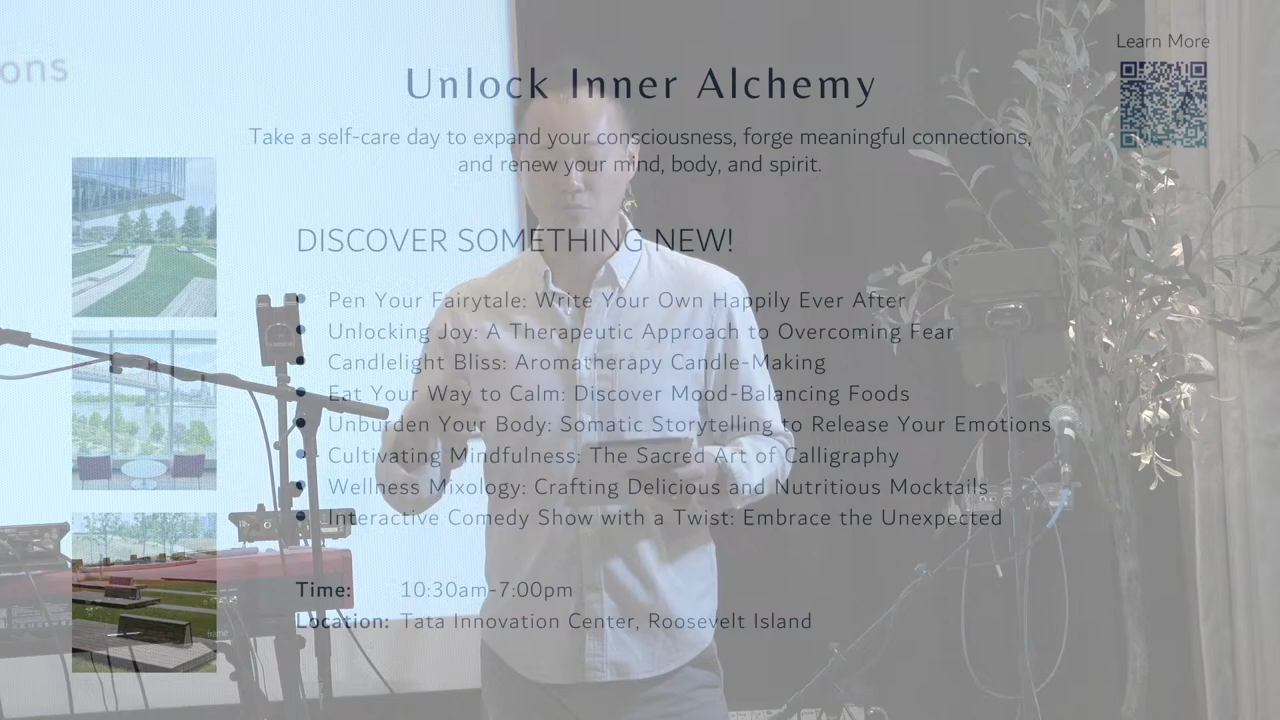 ons
Learn More
Unlock Inner Alchemy
Take a self-care day to expand your consciousness, forge meaningful connections,
and renew your mind, body, and spirit.
DISCOVER SOMETHING NEW!
• Pen Your Fairytale: Write Your Own Happily Ever After
• Unlocking Joy: A Therapeutic Approach to Overcoming Fear
• Candlelight Bliss: Aromatherapy Candle-Making
• Eat Your Way to Calm: Discover Mood-Balancing Foods
• Unburden Your Body: Somatic Storytelling to Release Your Emotions
• Cultivating Mindfulness: The Sacred Art of Calligraphy
• Wellness Mixology: Crafting Delicious and Nutritious Mocktails
• Interactive Comedy Show with a Twist: Embrace the Unexpected
Time: 10:30am-7:00pm
Location: Tata Innovation Center, Roosevelt Island
frame